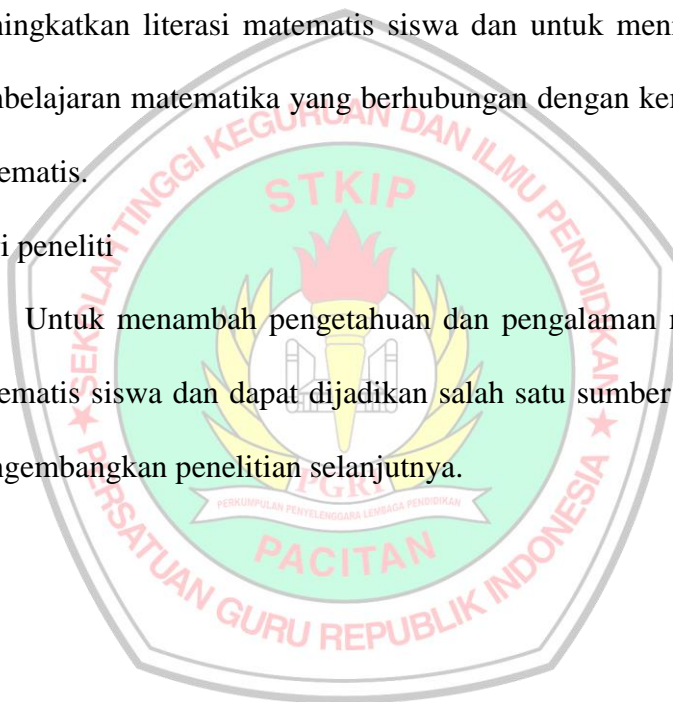 ningkatkan literasi matematis siswa dan untuk men
belajaran matematika yang berhubungan dengan ke
ematis.
i peneliti
Untuk menambah pengetahuan dan pengalaman
ematis siswa dan dapat dijadikan salah satu sumber
ngembangkan penelitian selanjutnya.
SEKOLAH TINGGI KEGURUAN DAN ILMU PENDIDIKAN
STKIP
PGRI
PERKUMPULAN PENYELENGGARA LEMBAGA PENDIDIKAN
PACITAN
PERSATUAN GURU REPUBLIK INDONESIA